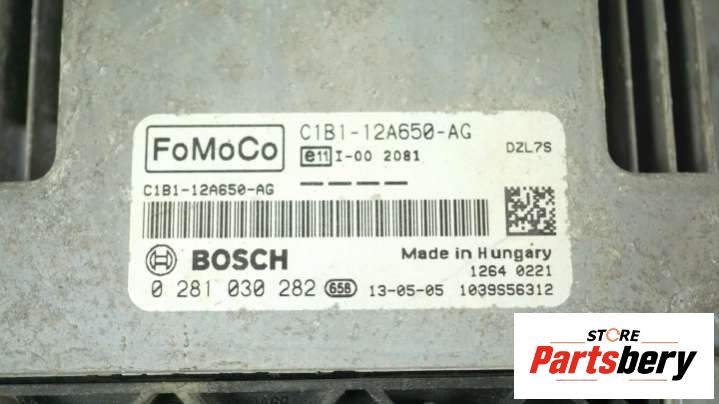 FoMoCo
C1B1-12A650-AG
e11 I-00 2081
DZL7S
C1B1-12A650-AG
BOSCH
Made in Hungary
1264 0221
0 281 030 282 658 13-05-05 1039S56312
STORE
Partsbery